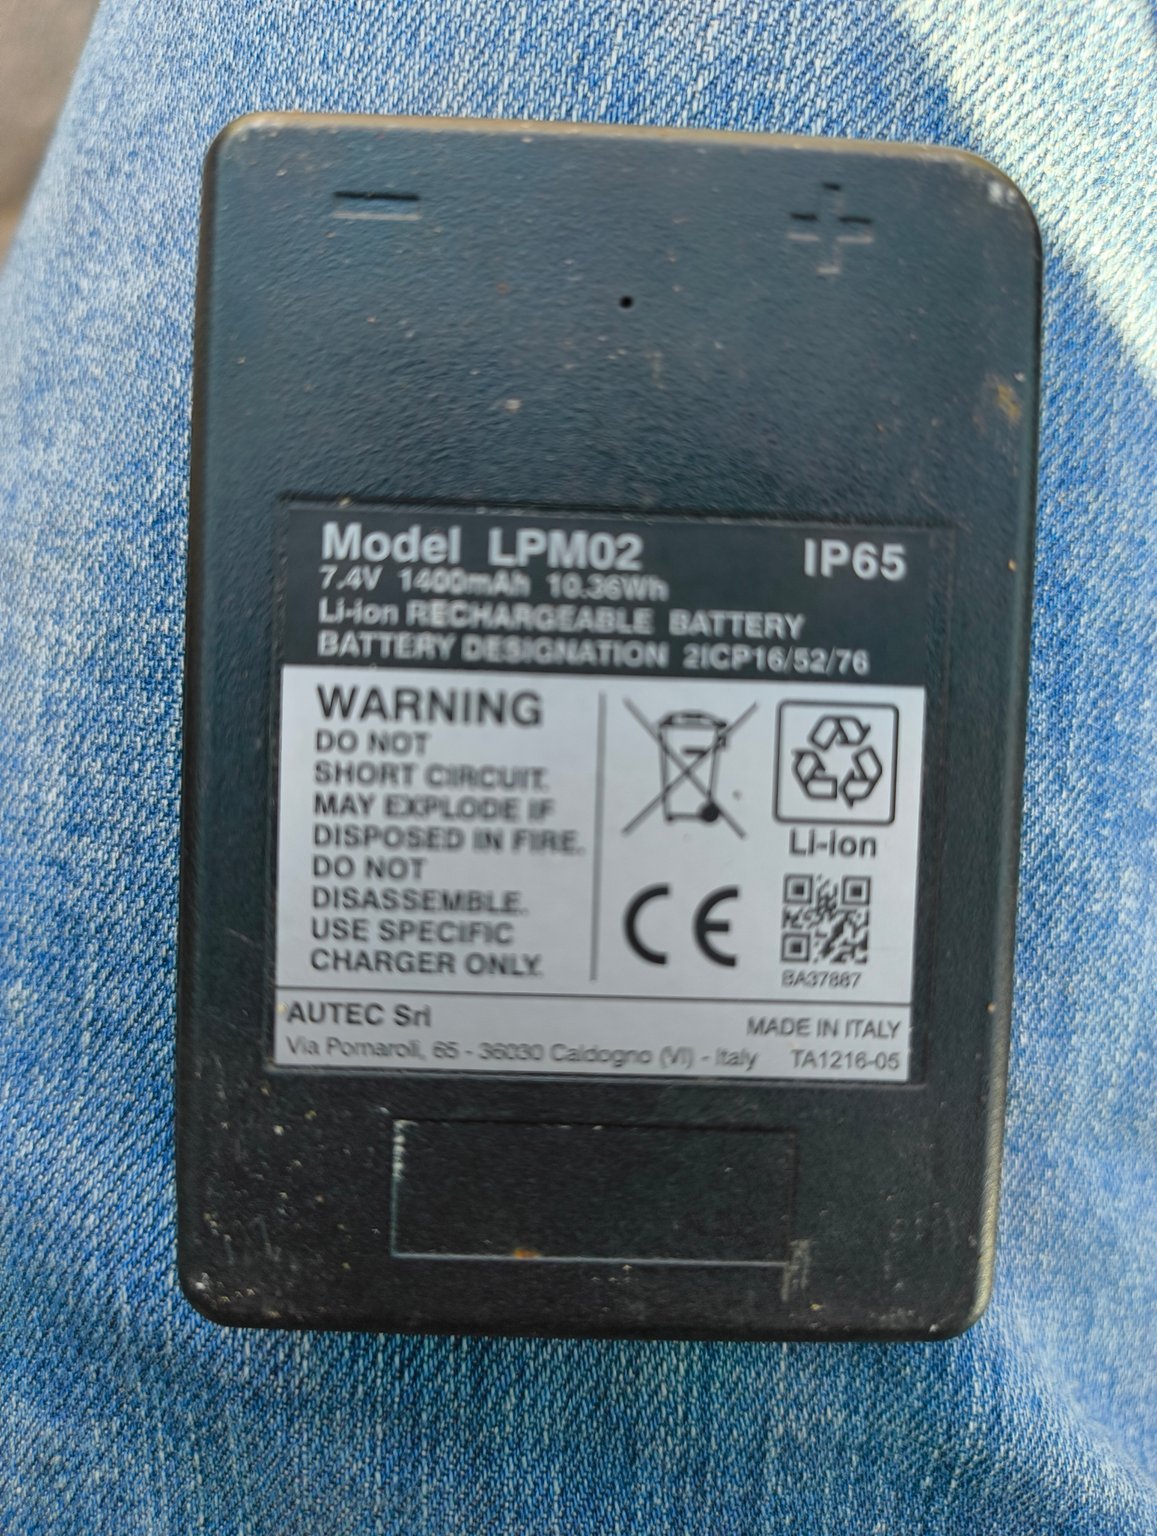 − +
Model LPM02 IP65
7.4V 1400mAh 10.36Wh
Li-ion RECHARGEABLE BATTERY
BATTERY DESIGNATION 2ICP16/52/76
WARNING
DO NOT
SHORT CIRCUIT.
MAY EXPLODE IF
DISPOSED IN FIRE.
DO NOT
DISASSEMBLE.
USE SPECIFIC
CHARGER ONLY.
Li-ion
CE
BA37887
AUTEC Srl
MADE IN ITALY
Via Pomaroli, 65 - 36030 Caldogno (VI) - Italy TA1216-05